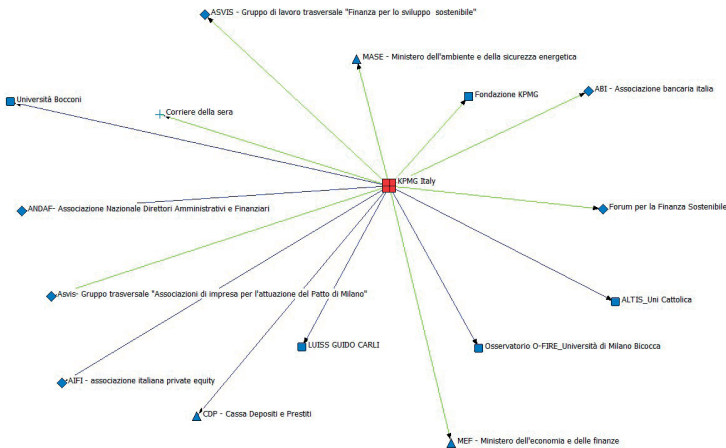 ASVIS - Gruppo di lavoro trasversale "Finanza per lo sviluppo sostenibile"
MASE - Ministero dell'ambiente e della sicurezza energetica
Fondazione KPMG
ABI - Associazione bancaria italia
Università Bocconi
Corriere della sera
KPMG Italy
ANDAF- Associazione Nazionale Direttori Amministrativi e Finanziari
Forum per la Finanza Sostenibile
Asvis- Gruppo trasversale "Associazioni di impresa per l'attuazione del Patto di Milano"
ALTIS_Uni Cattolica
LUISS GUIDO CARLI
Osservatorio O-FIRE_Università di Milano Bicocca
AIFI - associazione italiana private equity
CDP - Cassa Depositi e Prestiti
MEF - Ministero dell'economia e delle finanze